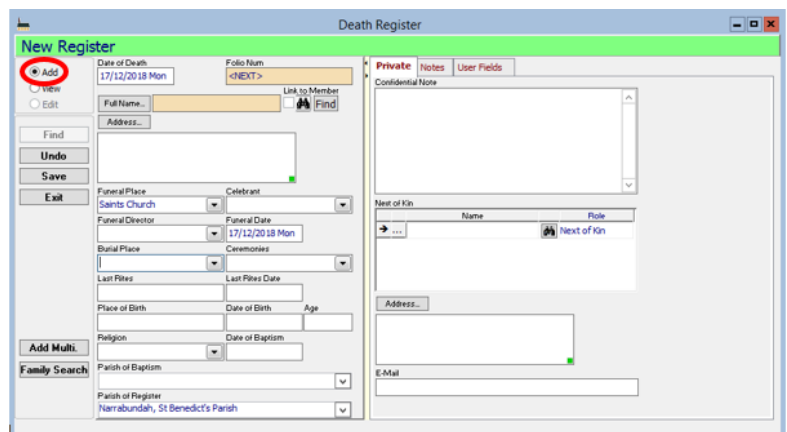 Death Register
New Register
Add
View
Edit
Find
Undo
Save
Exit
Add Multi.
Family Search
Date of Death Folio Num
17/12/2018 Mon <NEXT>
Link to Member
Full Name... Find
Address...
Funeral Place Celebrant
Saints Church
Funeral Director Funeral Date
17/12/2018 Mon
Burial Place Ceremonies
Last Rites Last Rites Date
Place of Birth Date of Birth Age
Religion Date of Baptism
Parish of Baptism
Parish of Register
Narrabundah, St Benedict's Parish
Private Notes User Fields
Confidential Note
Next of Kin
Name Role
... Next of Kin
Address...
E-Mail